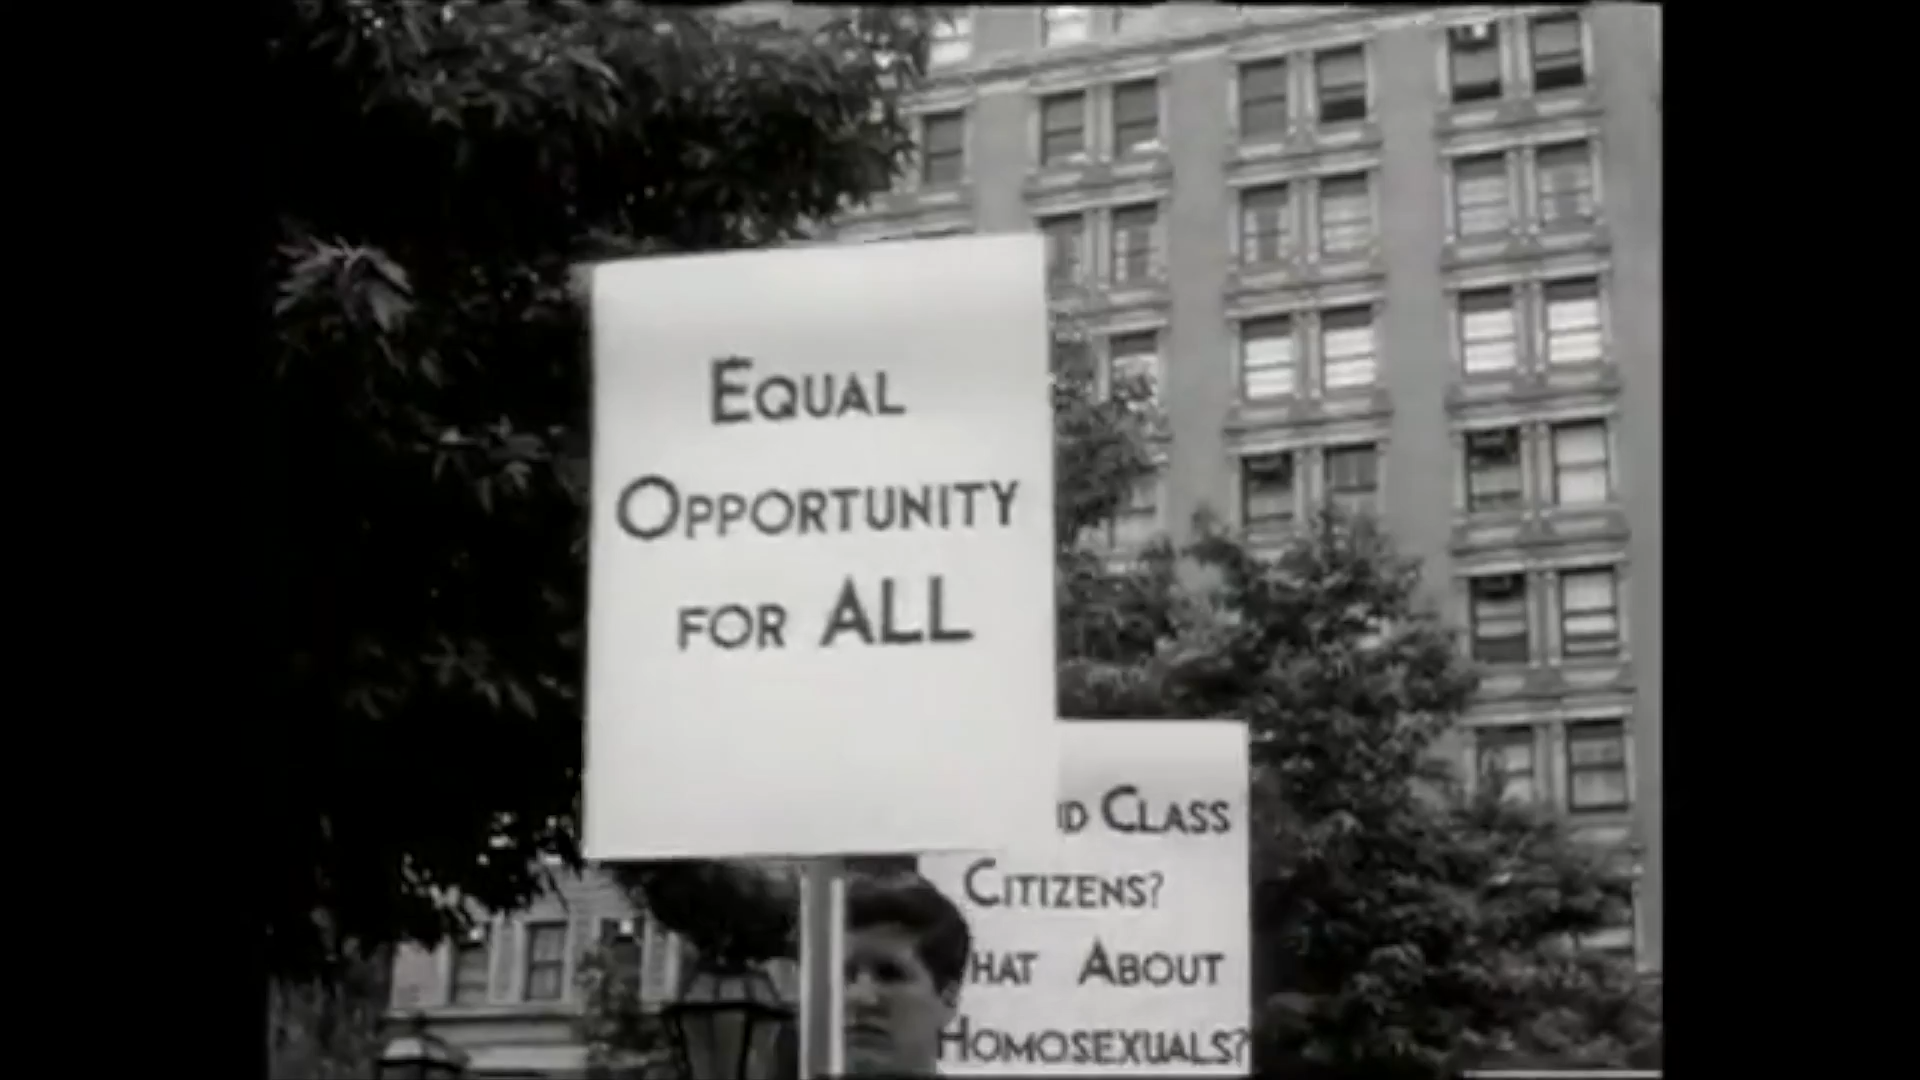 EQUAL
OPPORTUNITY
FOR ALL
CLASS
CITIZENS?
ABOUT
HOMOSEXUALS?